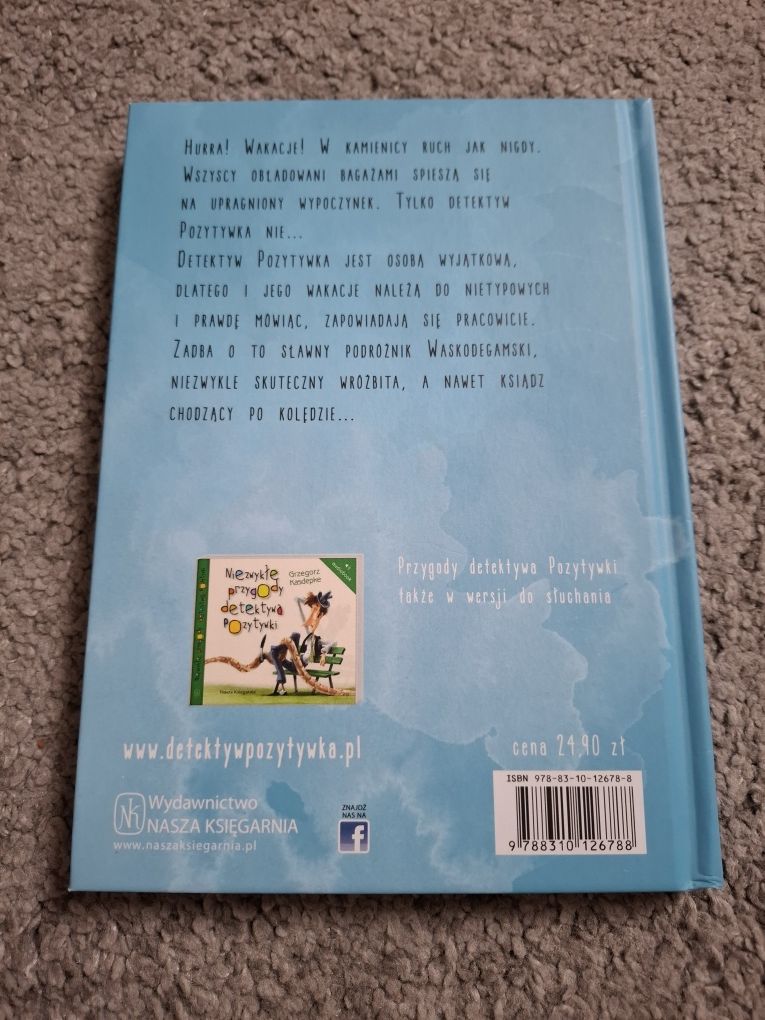 Hurra! Wakacje! W kamienicy ruch jak nigdy.
Wszyscy obładowani bagażami spieszą się
na upragniony wypoczynek. Tylko detektyw
Pozytywka nie...
Detektyw Pozytywka jest osobą wyjątkową,
dlatego i jego wakacje należą do nietypowych
i prawdę mówiąc, zapowiadają się pracowicie.
Zadba o to sławny podróżnik Waskodegamski,
niezwykle skuteczny wróżbita, a nawet ksiądz
chodzący po kolędzie...
audiobook
Grzegorz
Kasdepke
Niezwykłe
przygody
detektywa
Pozytywki
Nasza Księgarnia
Przygody detektywa Pozytywki
także w wersji do słuchania
www.detektywpozytywka.pl
cena 24,90 zł
Wydawnictwo
NASZA KSIĘGARNIA
www.naszaksiegarnia.pl
ZNAJDŹ
NAS NA
f
ISBN 978-83-10-12678-8
9 788310 126788